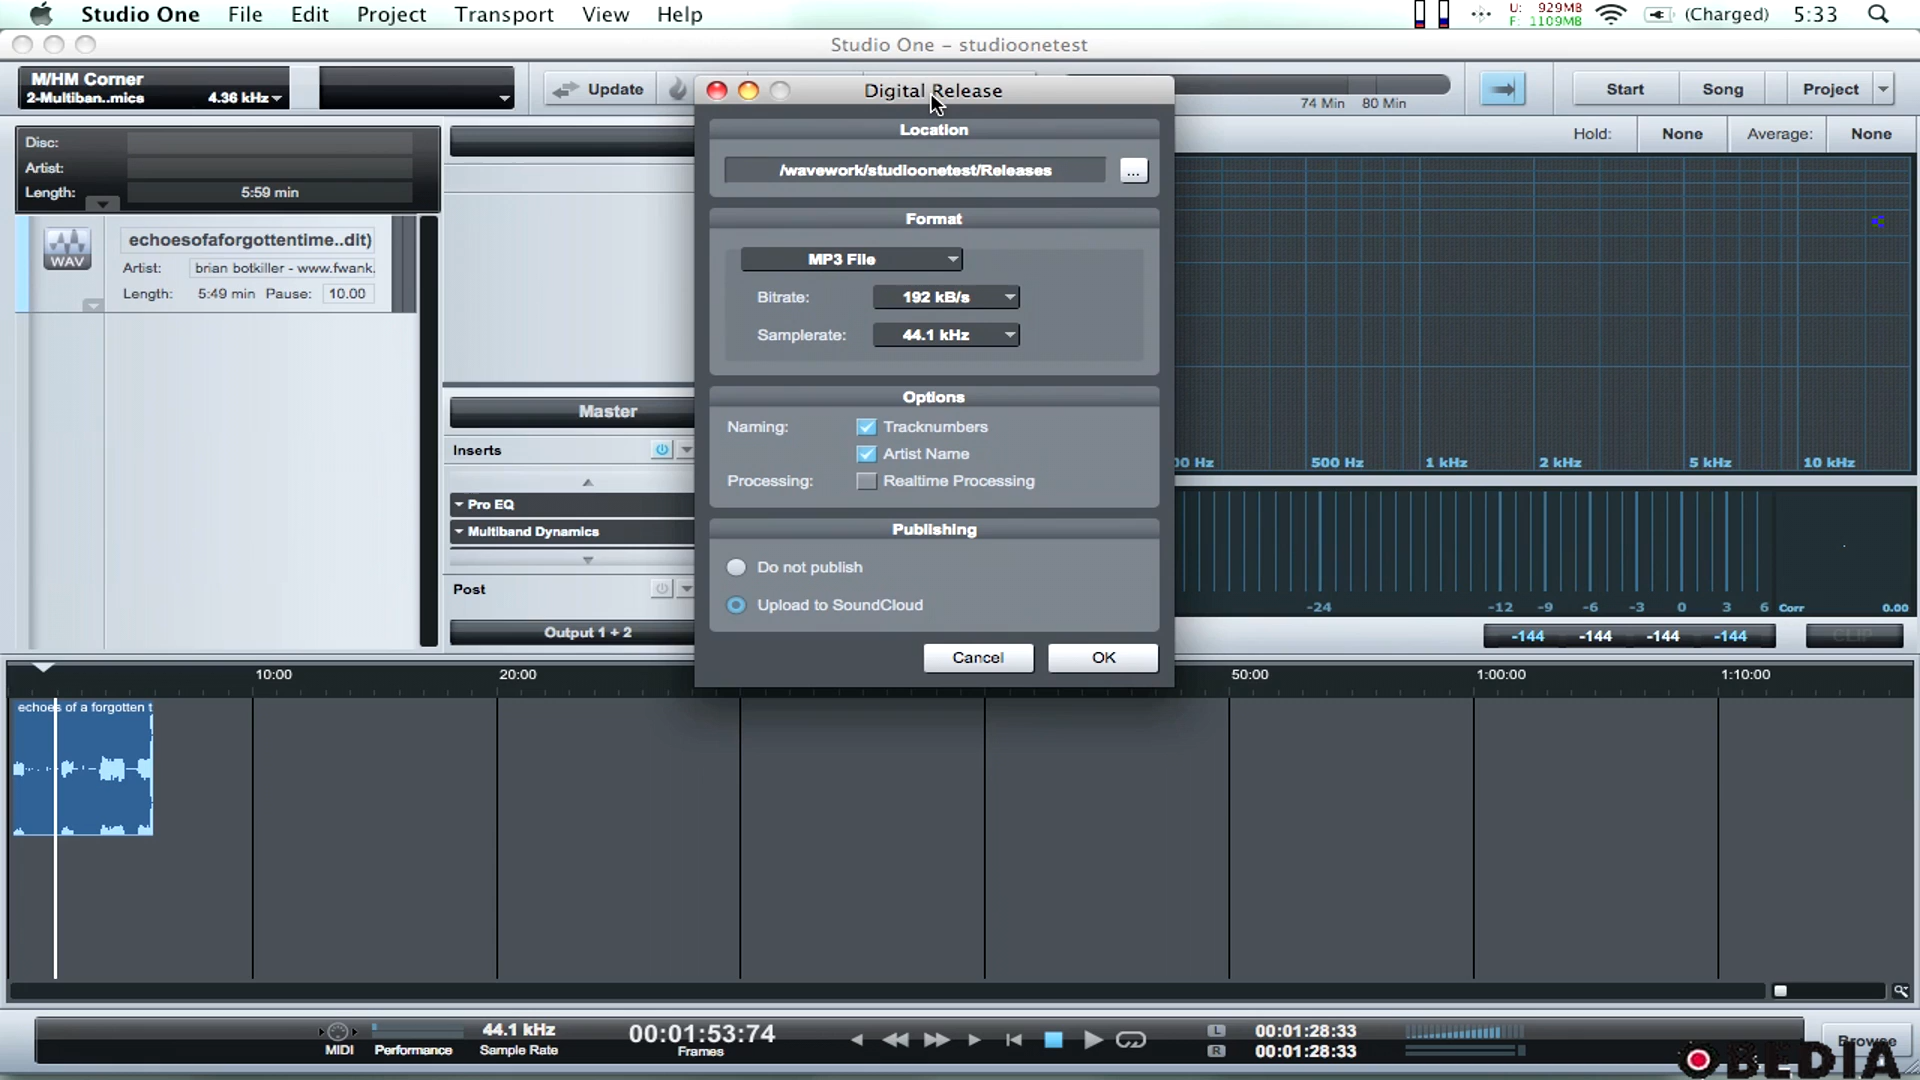 Studio One File Edit Project Transport View Help
U: 929MB
F: 1109MB
(Charged) 5:33
Studio One – studioonetest
M/HM Corner
2-Multiban..mics 4.36 kHz
Update
74 Min 80 Min
Start Song Project
Digital Release
Location
/wavework/studioonetest/Releases
...
Format
MP3 File
Bitrate: 192 kB/s
Samplerate: 44.1 kHz
Options
Naming: Tracknumbers
Artist Name
Processing: Realtime Processing
Publishing
Do not publish
Upload to SoundCloud
Cancel OK
Disc:
Artist:
Length: 5:59 min
WAV
echoesofaforgottentime..dit)
Artist: brian botkiller - www.fwank.
Length: 5:49 min Pause: 10.00
Master
Inserts
Pro EQ
Multiband Dynamics
Post
Output 1 + 2
Hold: None Average: None
00 Hz 500 Hz 1 kHz 2 kHz 5 kHz 10 kHz
-24 -12 -9 -6 -3 0 3 6 Corr 0.00
-144 -144 -144 -144 CLIP
10:00 20:00 50:00 1:00:00 1:10:00
echoes of a forgotten t
MIDI Performance
44.1 kHz
Sample Rate
00:01:53:74
Frames
L 00:01:28:33
R 00:01:28:33
Browse
OBEDIA